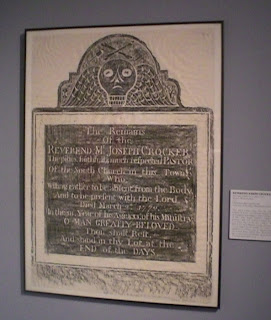 The Remains
Of the
REVEREND Mr. JOSEPH CROCKER
The pious, faithful & much respected PASTOR
Of the South Church in this Town
Who
Willing rather to be absent from the Body
And to be present with the Lord
Died March 2d.
In the Year of his Age of his MINISTRY
O MAN GREATLY BELOVED
Thou shalt Rest,
And stand in thy Lot at the
END of the DAYS